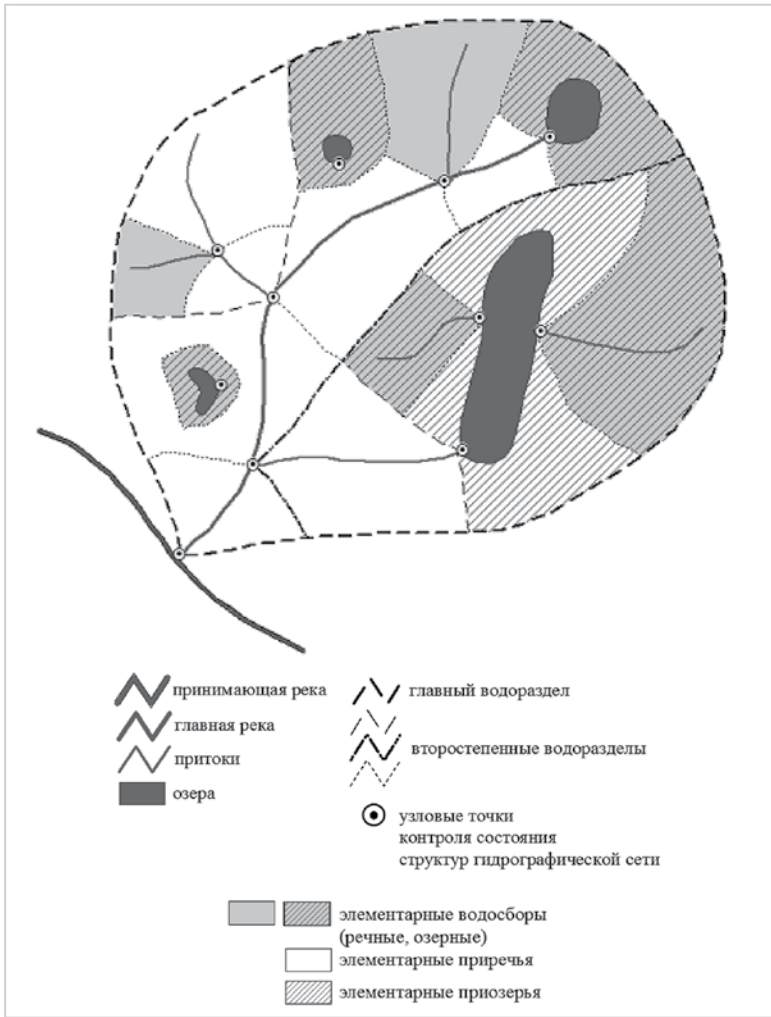 принимающая река
главная река
притоки
озера
главный водораздел
второстепенные водоразделы
узловые точки
контроля состояния
структур гидрографической сети
элементарные водосборы
(речные, озерные)
элементарные приречья
элементарные приозерья